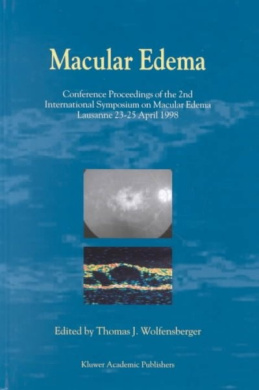 Macular Edema
Conference Proceedings of the 2nd
International Symposium on Macular Edema
Lausanne 23-25 April 1998
Edited by Thomas J. Wolfensberger
Kluwer Academic Publishers